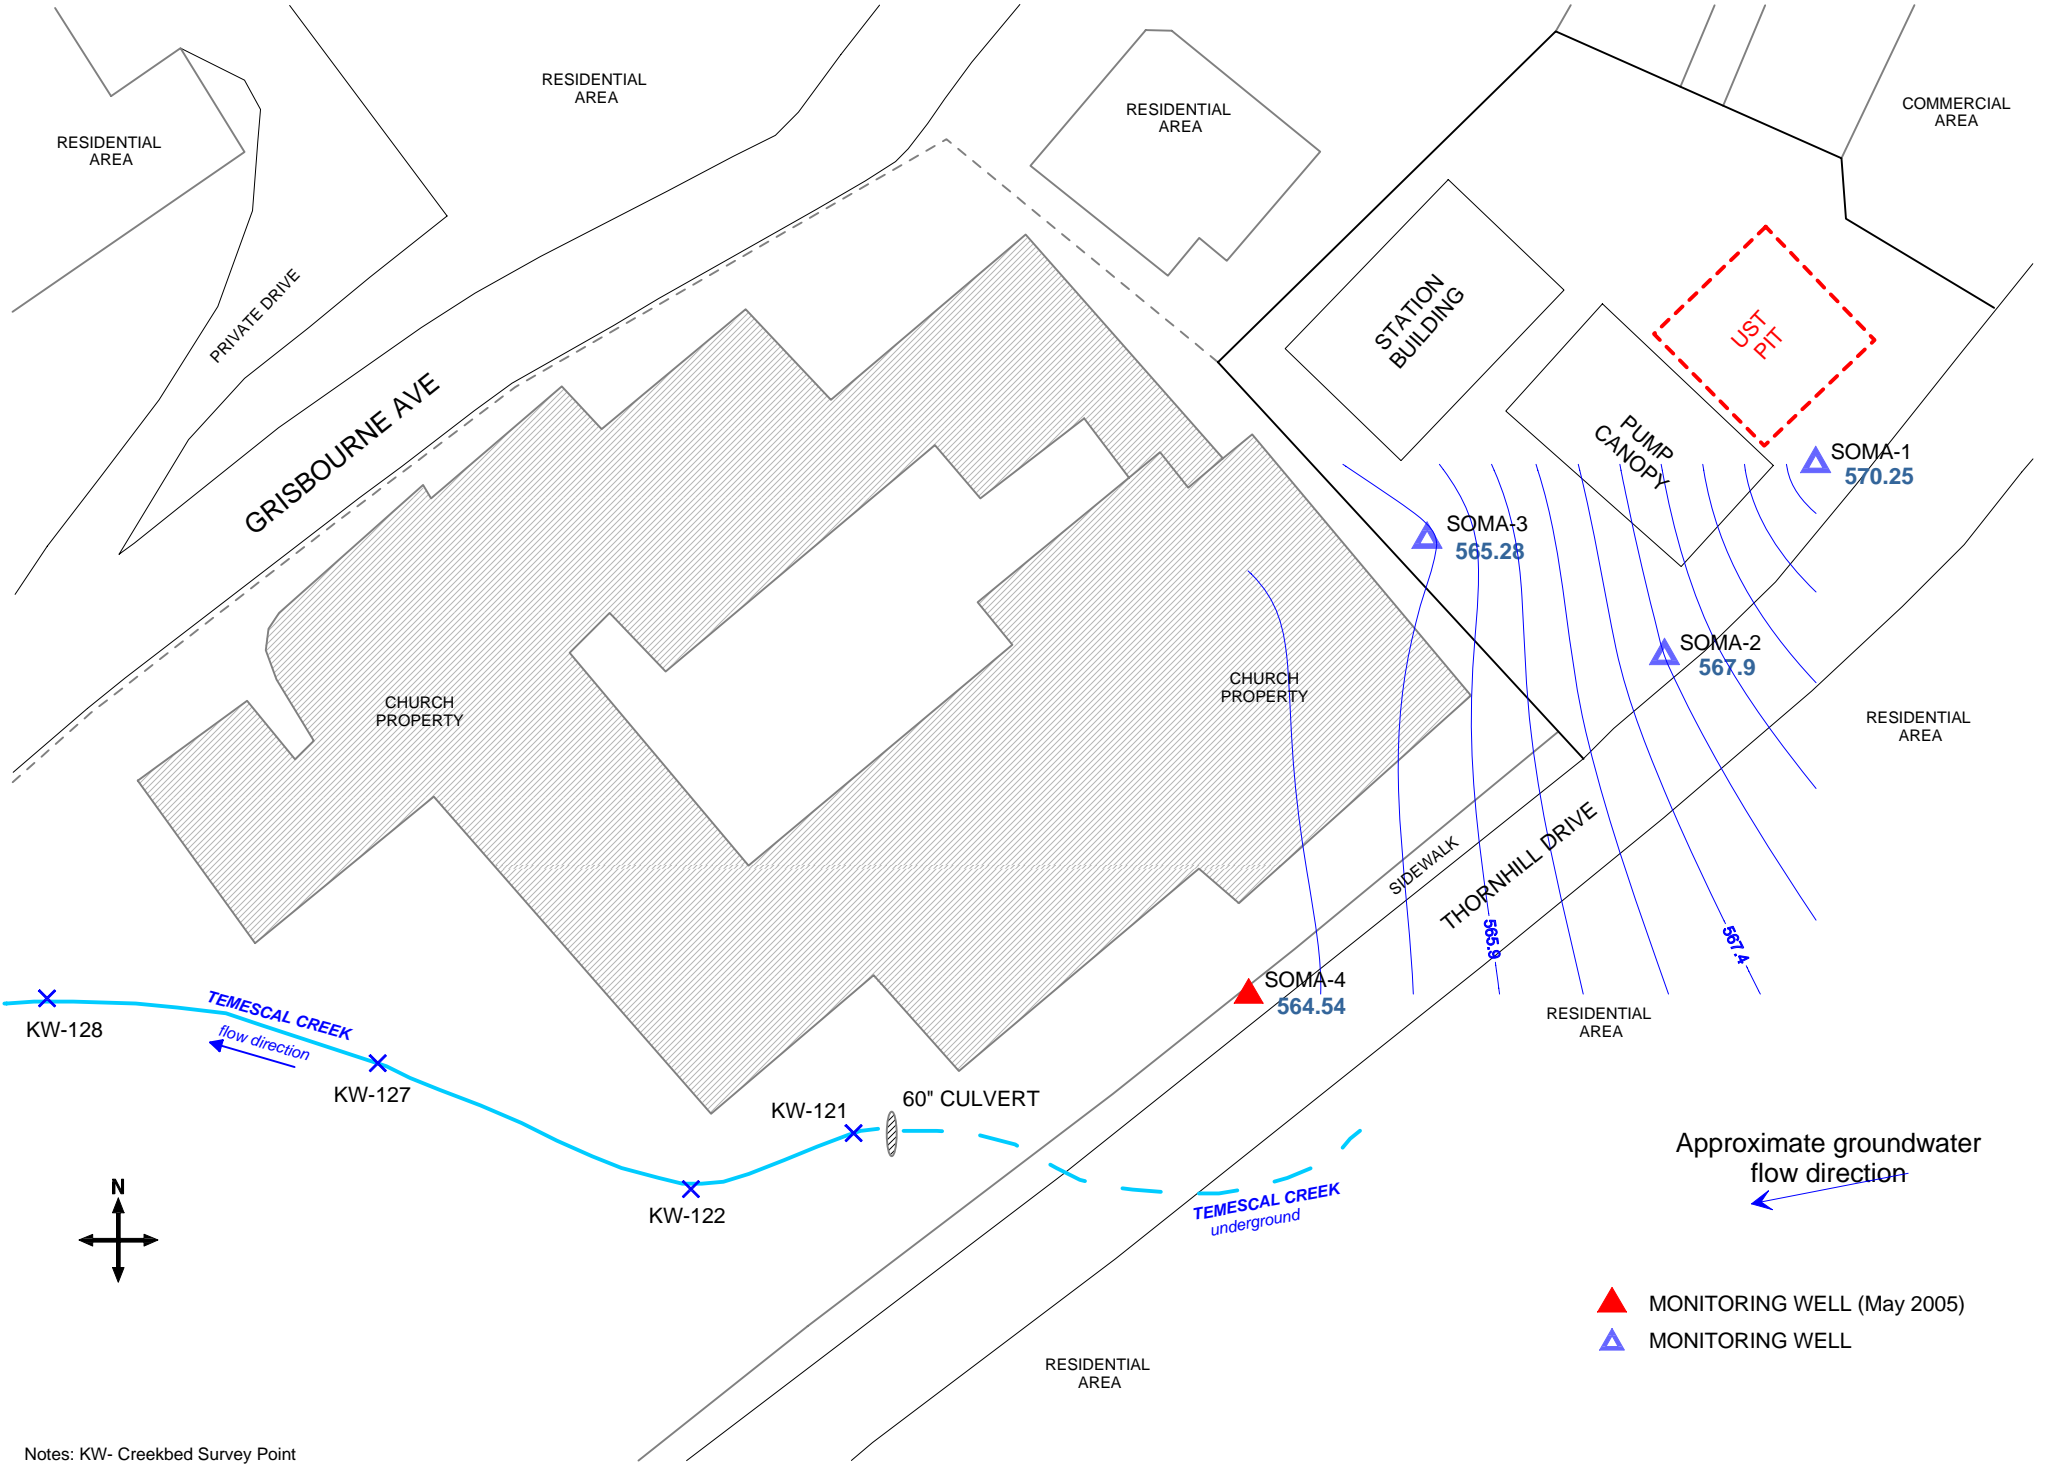 RESIDENTIAL
AREA
RESIDENTIAL
AREA
COMMERCIAL
AREA
RESIDENTIAL
AREA
PRIVATE DRIVE
STATION
BUILDING
UST
PIT
GRISBOURNE AVE
PUMP
CANOPY
SOMA-1
570.25
SOMA-3
565.28
SOMA-2
567.9
CHURCH
PROPERTY
CHURCH
PROPERTY
RESIDENTIAL
AREA
SIDEWALK
THORNHILL DRIVE
565.9
567.4
SOMA-4
564.54
RESIDENTIAL
AREA
TEMESCAL CREEK
flow direction
KW-128
KW-127
KW-121
60" CULVERT
KW-122
TEMESCAL CREEK
underground
Approximate groundwater
flow direction
N
MONITORING WELL (May 2005)
MONITORING WELL
RESIDENTIAL
AREA
Notes: KW- Creekbed Survey Point